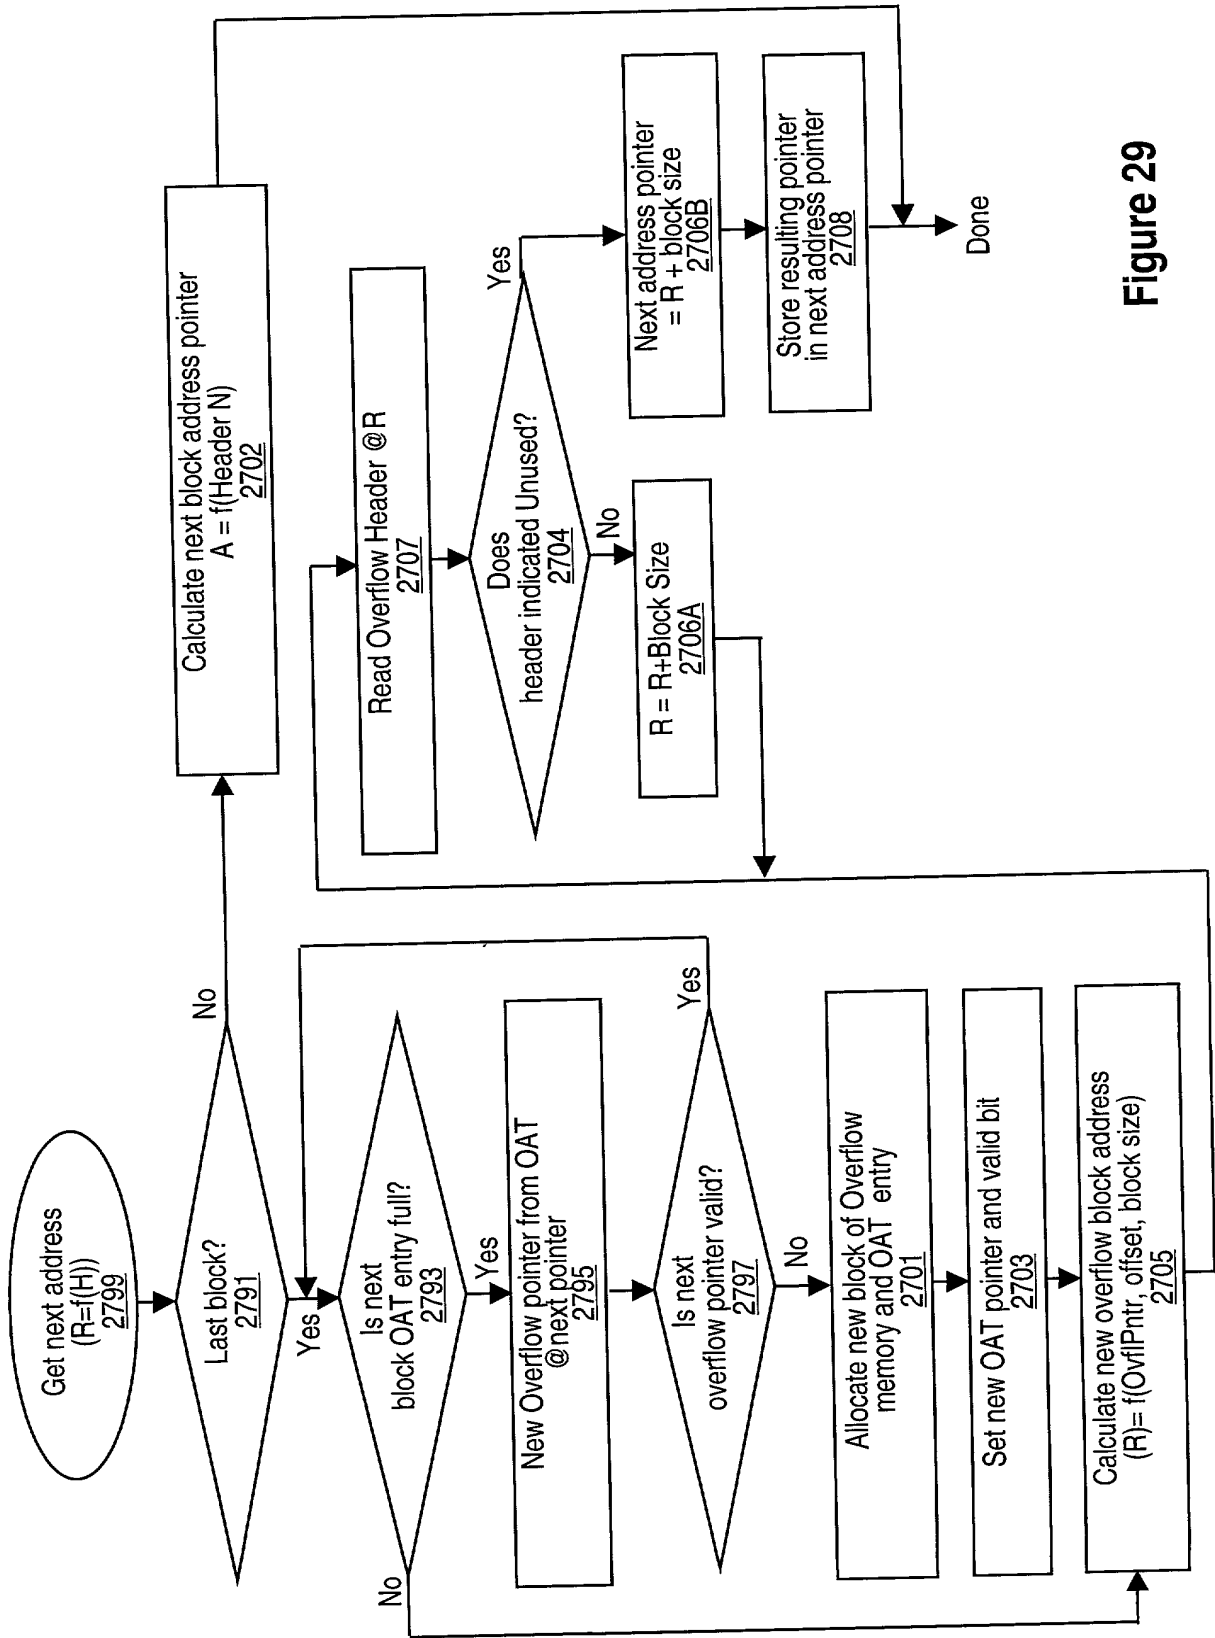 Get next address
(R=f(H))
2799
Last block?
2791
No
Yes
Is next
block OAT entry full?
2793
No
Yes
New Overflow pointer from OAT
@next pointer
2795
Is next
overflow pointer valid?
2797
Yes
No
Allocate new block of Overflow
memory and OAT entry
2701
Set new OAT pointer and valid bit
2703
Calculate new overflow block address
(R)= f(OvflPntr, offset, block size)
2705
Calculate next block address pointer
A = f(Header N)
2702
Read Overflow Header @R
2707
Does
header indicated Unused?
2704
Yes
No
R = R+Block Size
2706A
Next address pointer
= R + block size
2706B
Store resulting pointer
in next address pointer
2708
Done
Figure 29